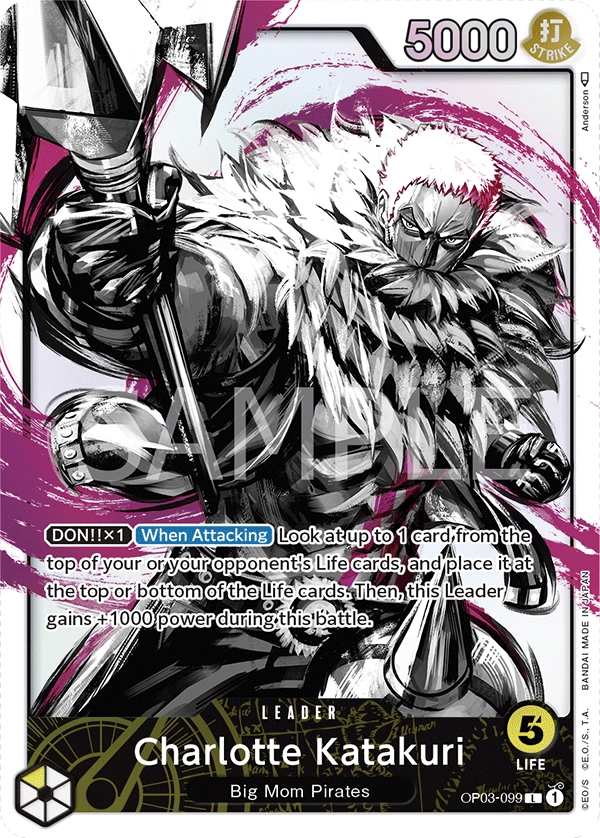 5000
打
STRIKE
Anderson
SAMPLE
DON!!×1 When Attacking Look at up to 1 card from the
top of your or your opponent's Life cards, and place it at
the top or bottom of the Life cards. Then, this Leader
gains +1000 power during this battle.
©EO/S ©E.O./S., T.A. BANDAI MADE IN JAPAN
LEADER
Charlotte Katakuri
Big Mom Pirates
5
LIFE
OP03-099 L 1